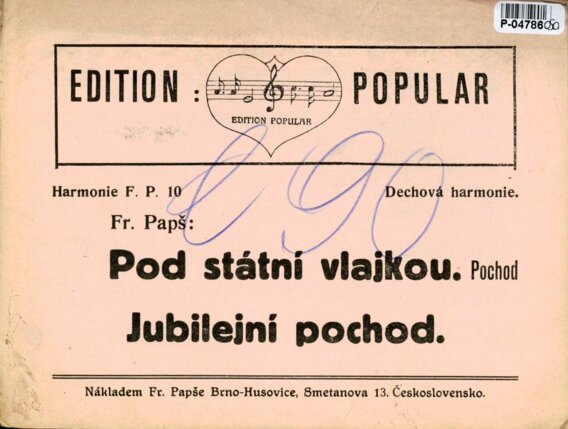 P-04786
EDITION : POPULAR
EDITION POPULAR
Harmonie F. P. 10 Dechová harmonie.
Fr. Papš:
Pod státní vlajkou. Pochod
Jubilejní pochod.
Nákladem Fr. Papše Brno-Husovice, Smetanova 13. Československo.